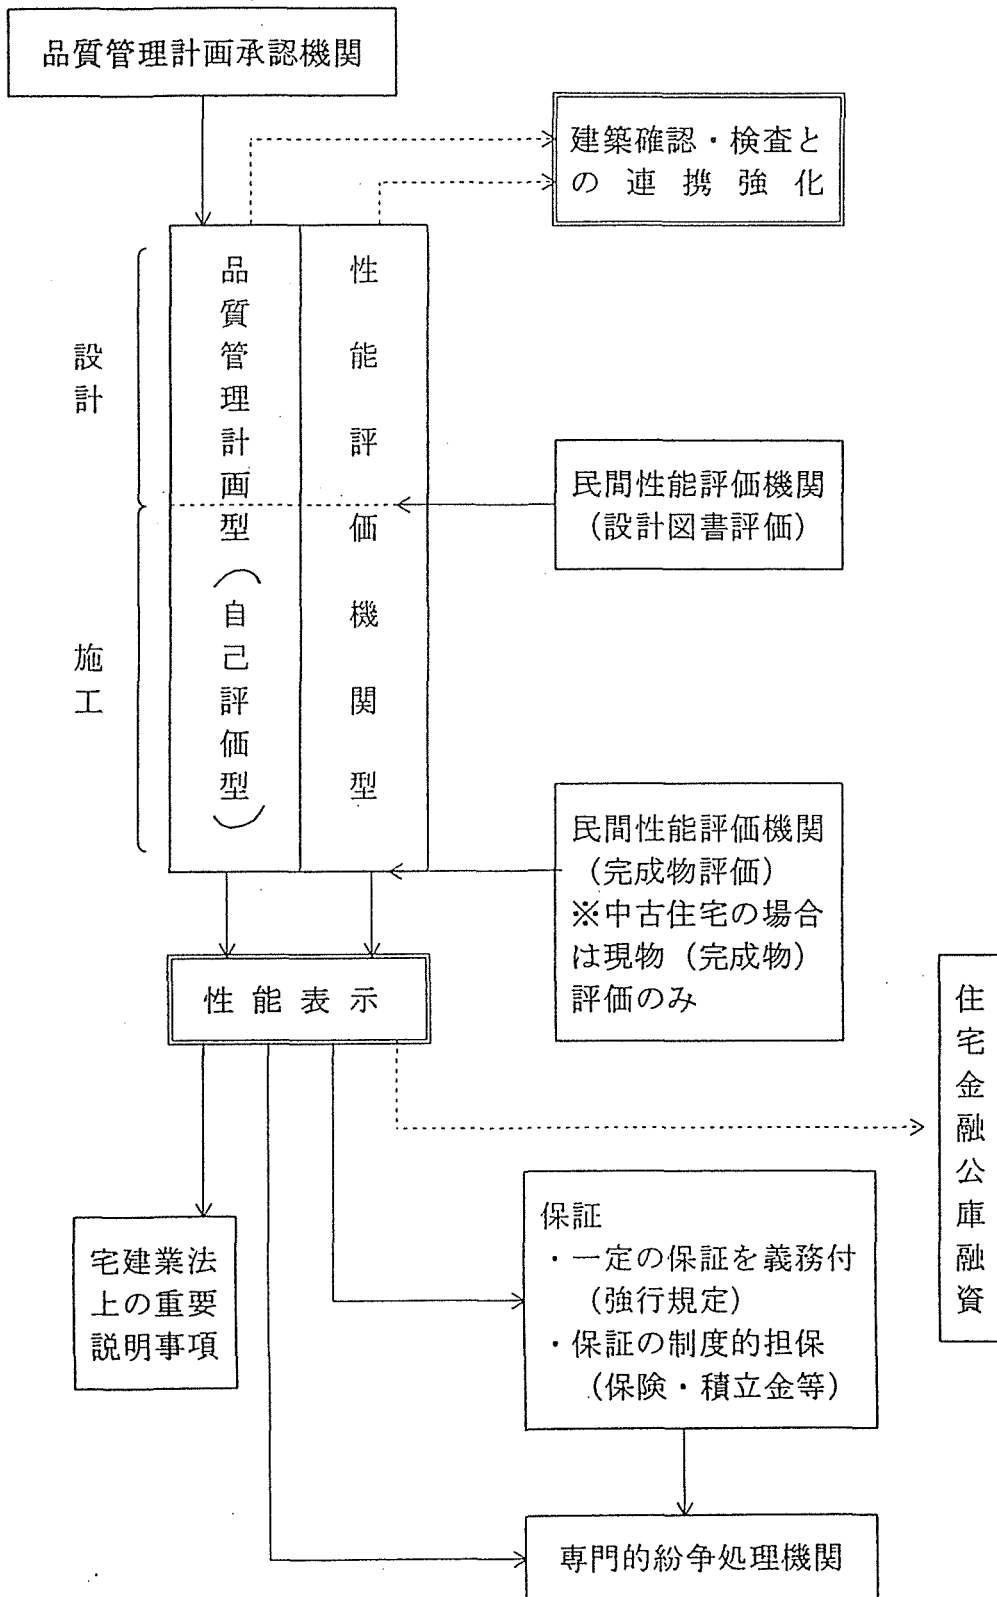 品質管理計画承認機関
建築確認・検査と
の連携強化
設計
施工
品質管理計画型(自己評価型)
性能評価機関型
民間性能評価機関
(設計図書評価)
民間性能評価機関
(完成物評価)
※中古住宅の場合
は現物(完成物)
評価のみ
性能表示
住宅金融公庫融資
宅建業法
上の重要
説明事項
保証
・一定の保証を義務付
(強行規定)
・保証の制度的担保
(保険・積立金等)
専門的紛争処理機関